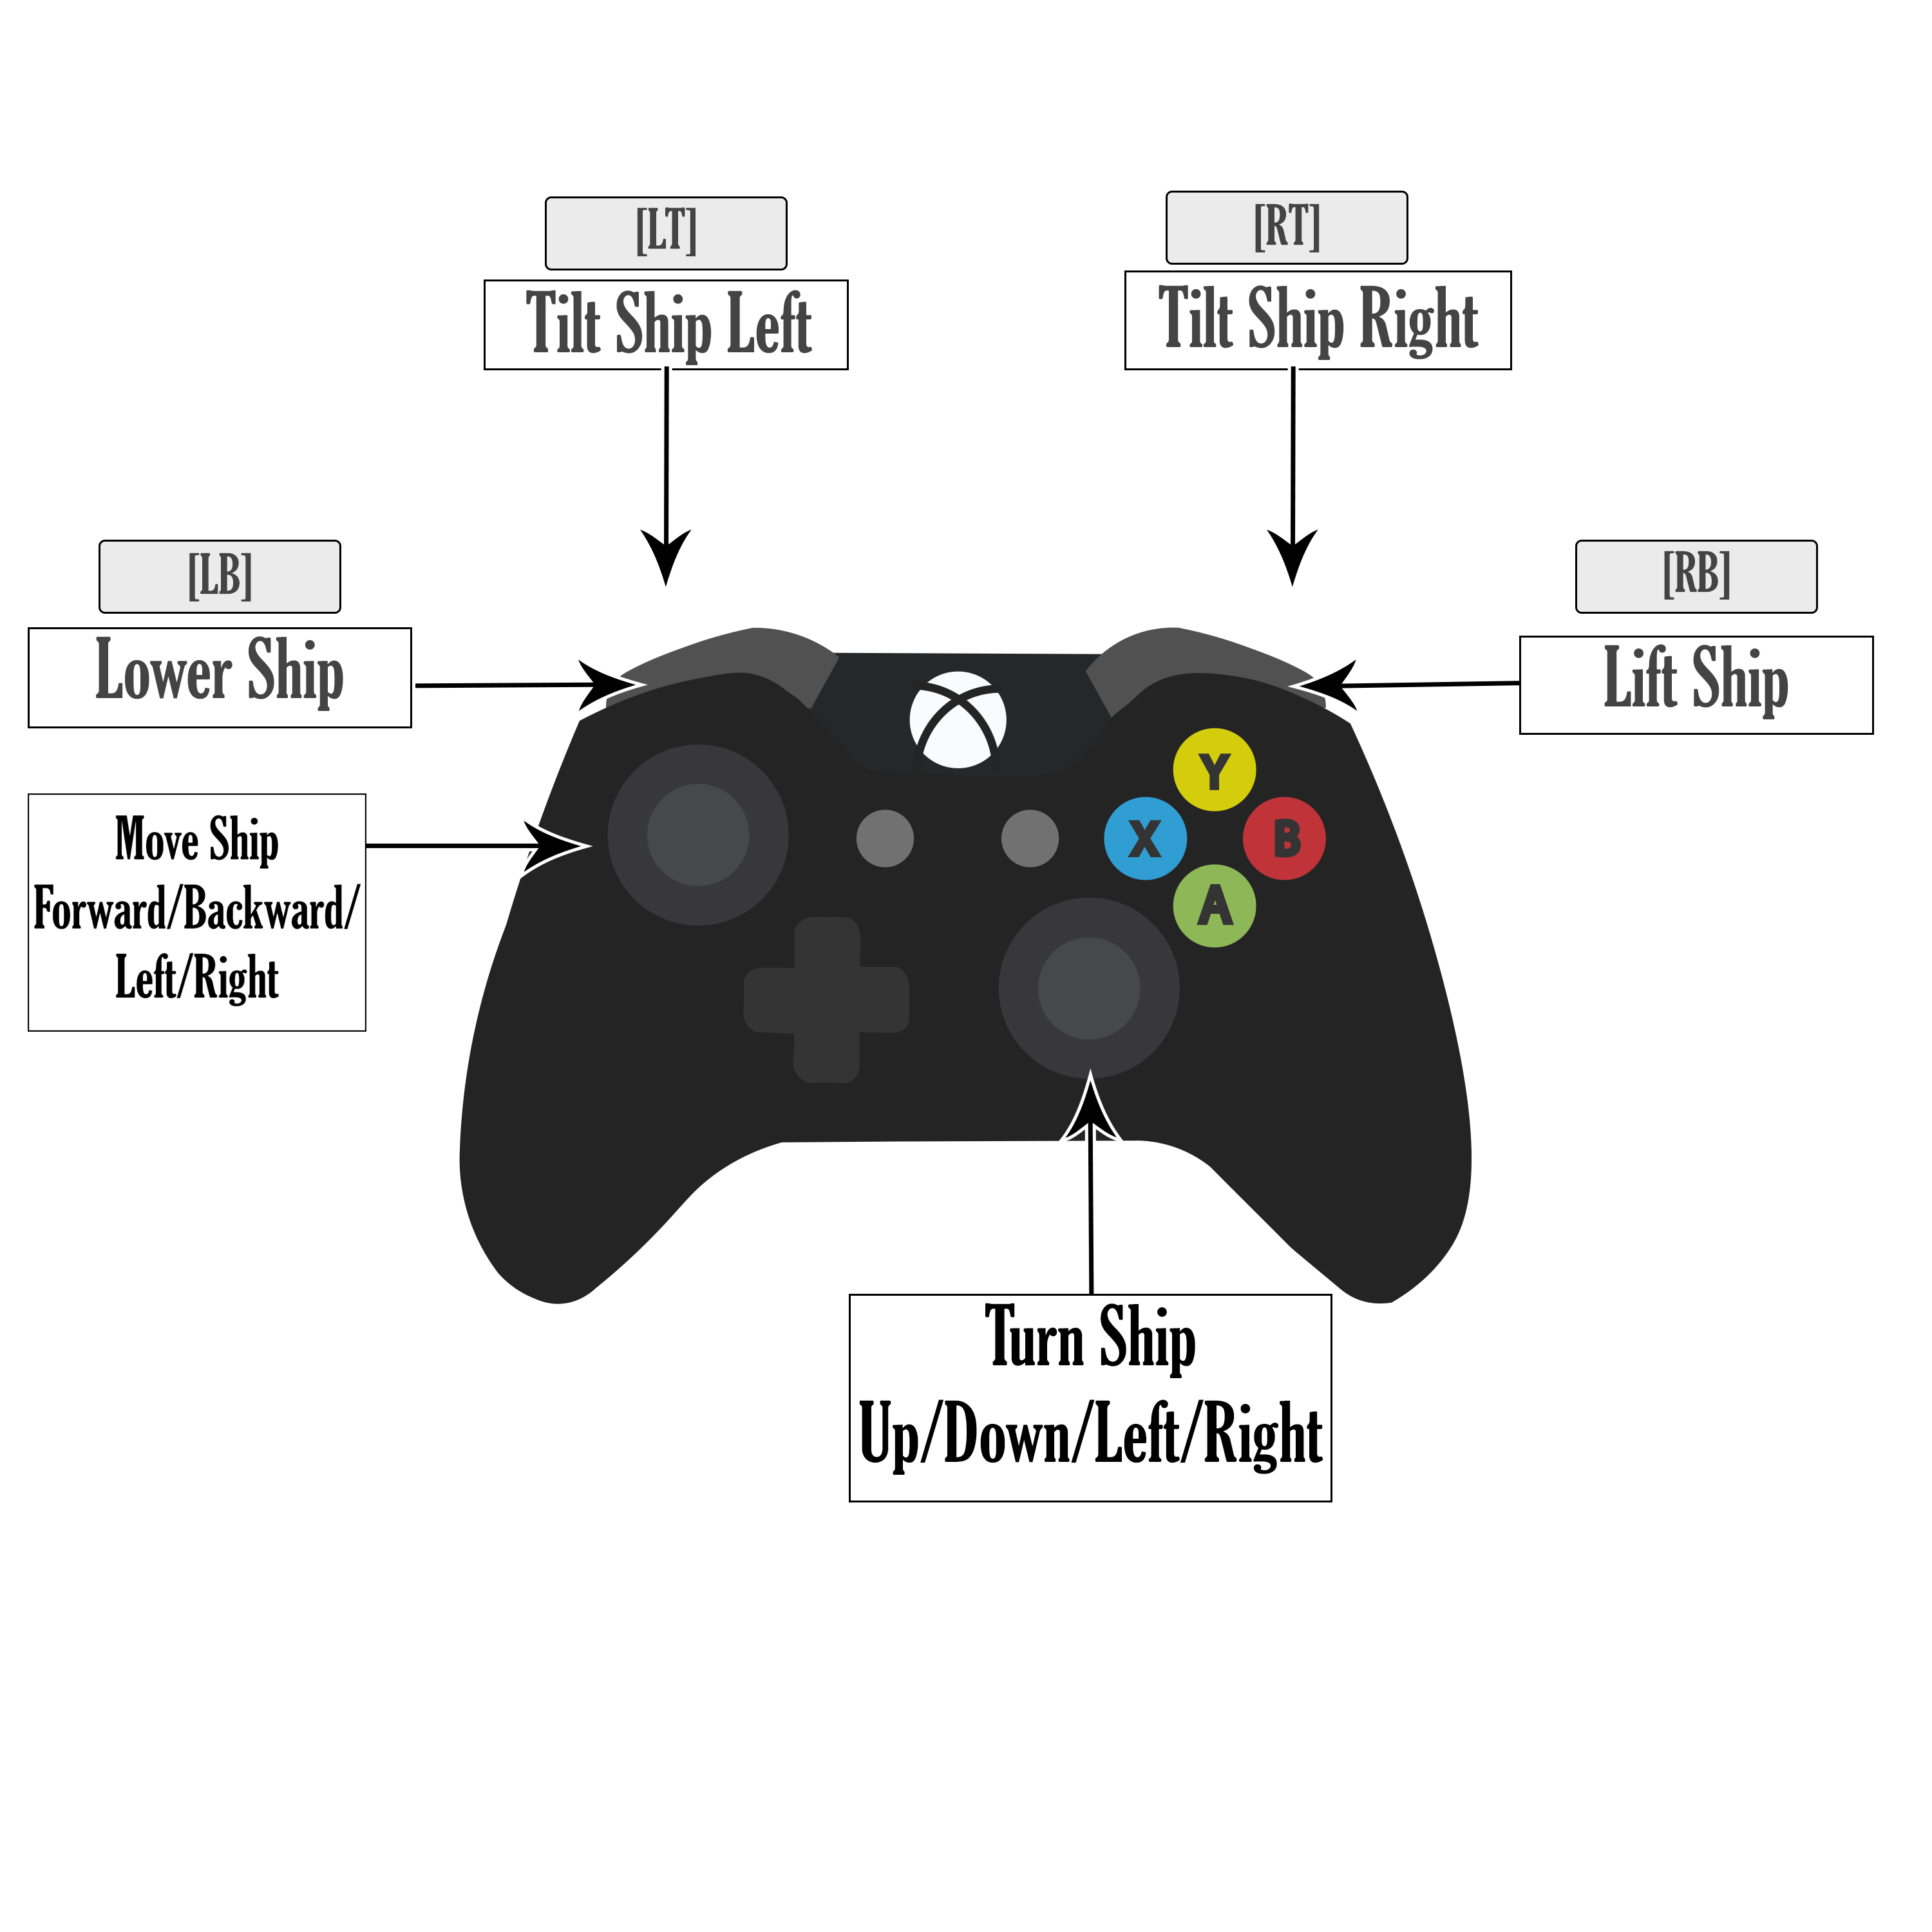 [LT]
Tilt Ship Left
[RT]
Tilt Ship Right
[LB]
Lower Ship
[RB]
Lift Ship
Move Ship
Forward/Backward/
Left/Right
Y
X
B
A
Turn Ship
Up/Down/Left/Right